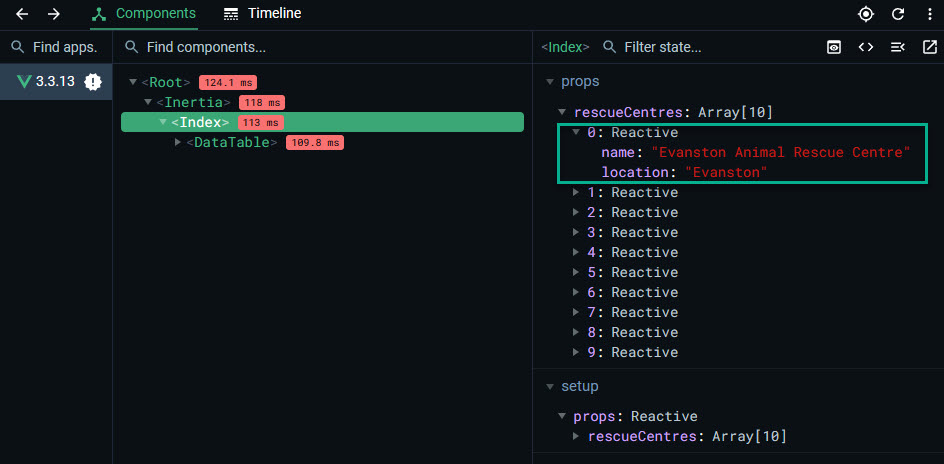 Components
Timeline
Find apps.
Find components...
<Index>
Filter state...
3.3.13
<Root> 124.1 ms
<Inertia> 118 ms
<Index> 113 ms
<DataTable> 109.8 ms
props
rescueCentres: Array[10]
0: Reactive
name: "Evanston Animal Rescue Centre"
location: "Evanston"
1: Reactive
2: Reactive
3: Reactive
4: Reactive
5: Reactive
6: Reactive
7: Reactive
8: Reactive
9: Reactive
setup
props: Reactive
rescueCentres: Array[10]